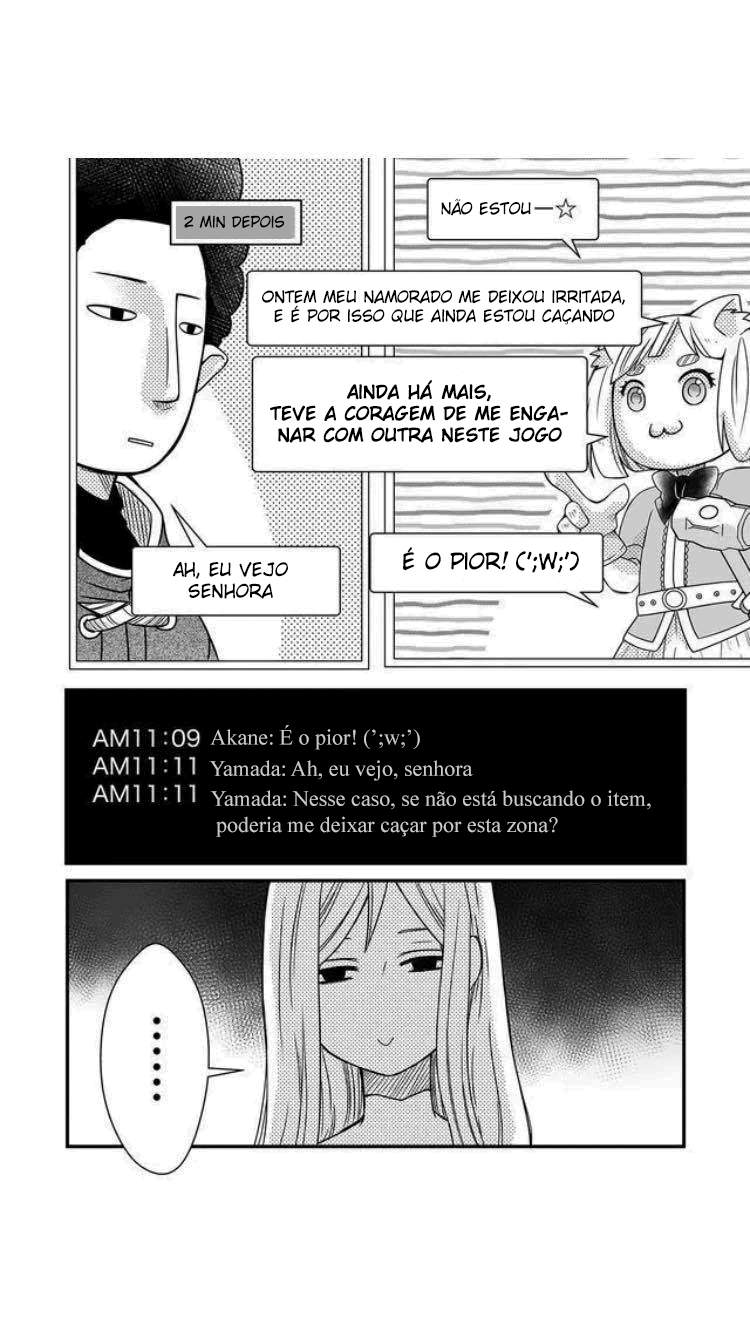 NÃO ESTOU—☆
ONTEM MEU NAMORADO ME DEIXOU IRRITADA,
E É POR ISSO QUE AINDA ESTOU CAÇANDO
AINDA HÁ MAIS,
TEVE A CORAGEM DE ME ENGA-
NAR COM OUTRA NESTE JOGO
É O PIOR! (';W;')
2 MIN DEPOIS
AH, EU VEJO
SENHORA
AM11:09 Akane: É o pior! (’;w;’)
AM11:11 Yamada: Ah, eu vejo, senhora
AM11:11 Yamada: Nesse caso, se não está buscando o item,
poderia me deixar caçar por esta zona?
••••••